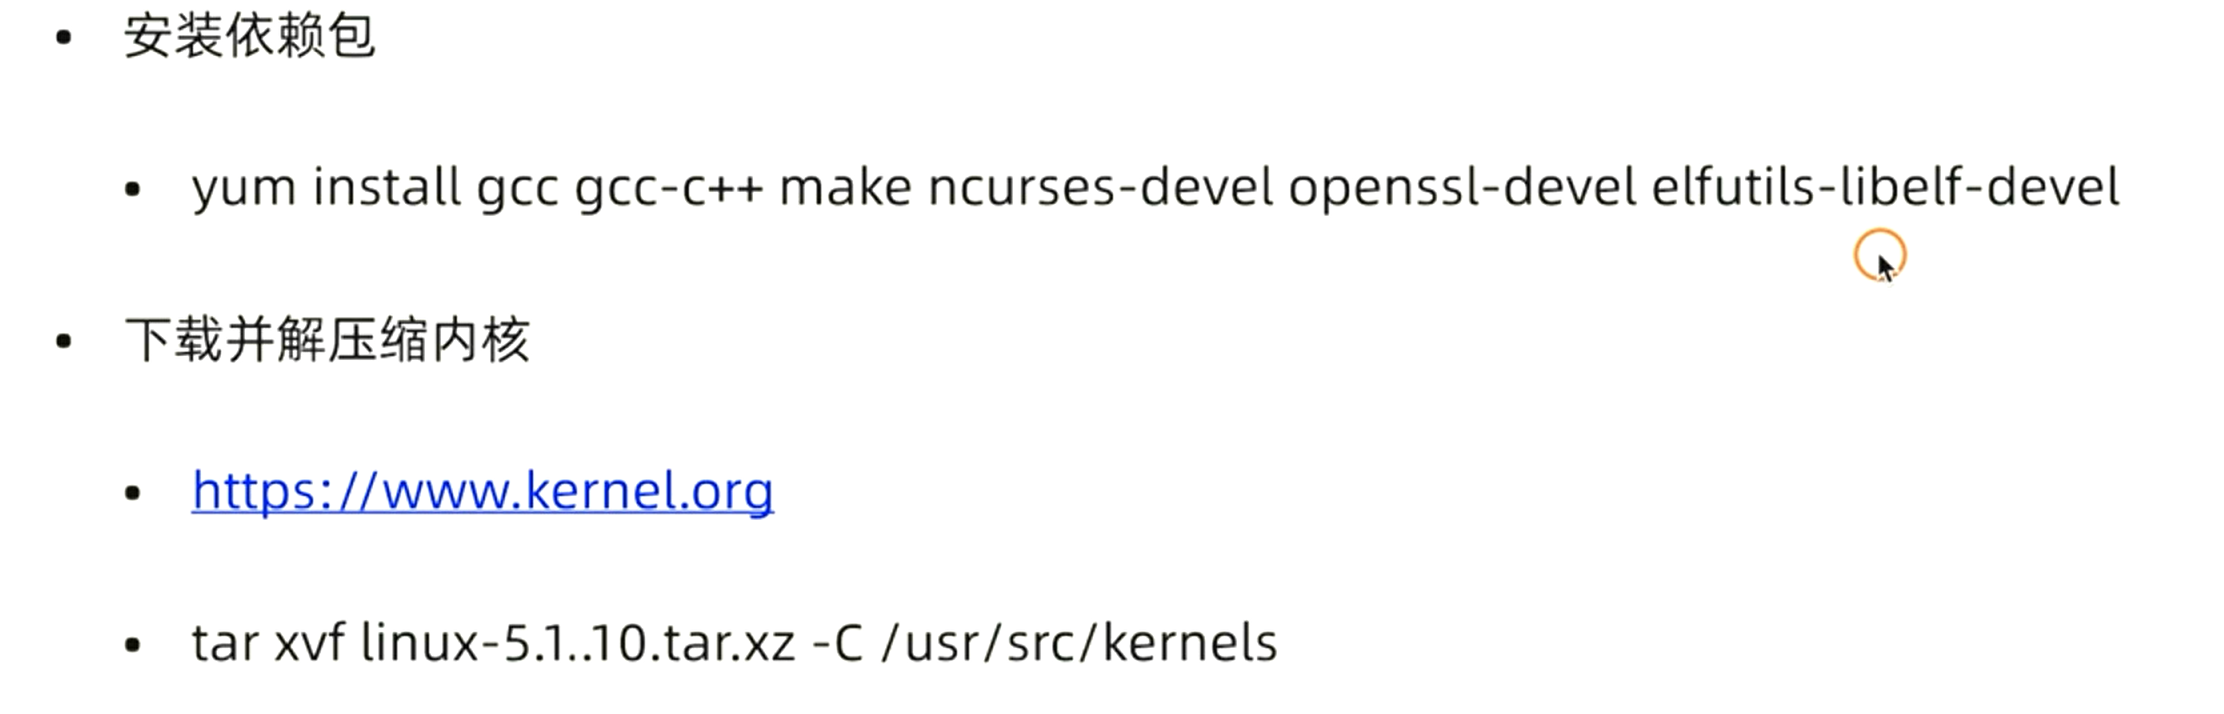 • 安装依赖包
• yum install gcc gcc-c++ make ncurses-devel openssl-devel elfutils-libelf-devel
• 下载并解压缩内核
• https://www.kernel.org
• tar xvf linux-5.1..10.tar.xz -C /usr/src/kernels